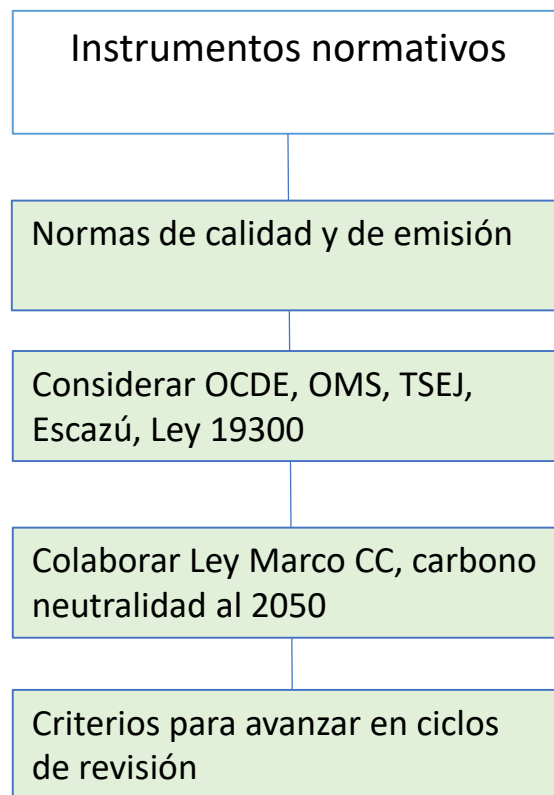 Instrumentos normativos
Normas de calidad y de emisión
Considerar OCDE, OMS, TSEJ,
Escazú, Ley 19300
Colaborar Ley Marco CC, carbono
neutralidad al 2050
Criterios para avanzar en ciclos
de revisión